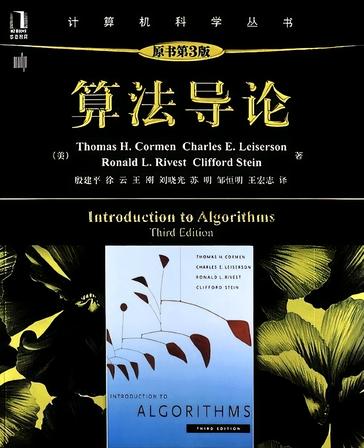 计算机科学丛书
原书第3版
算法导论
(美)
Thomas H. Cormen Charles E. Leiserson
Ronald L. Rivest Clifford Stein
著
殷建平 徐云 王刚 刘晓光 苏明 邹恒明 王宏志 译
Introduction to Algorithms
Third Edition
THOMAS H. CORMEN
CHARLES E. LEISERSON
RONALD L. RIVEST
CLIFFORD STEIN
INTRODUCTION TO
ALGORITHMS
THIRD EDITION